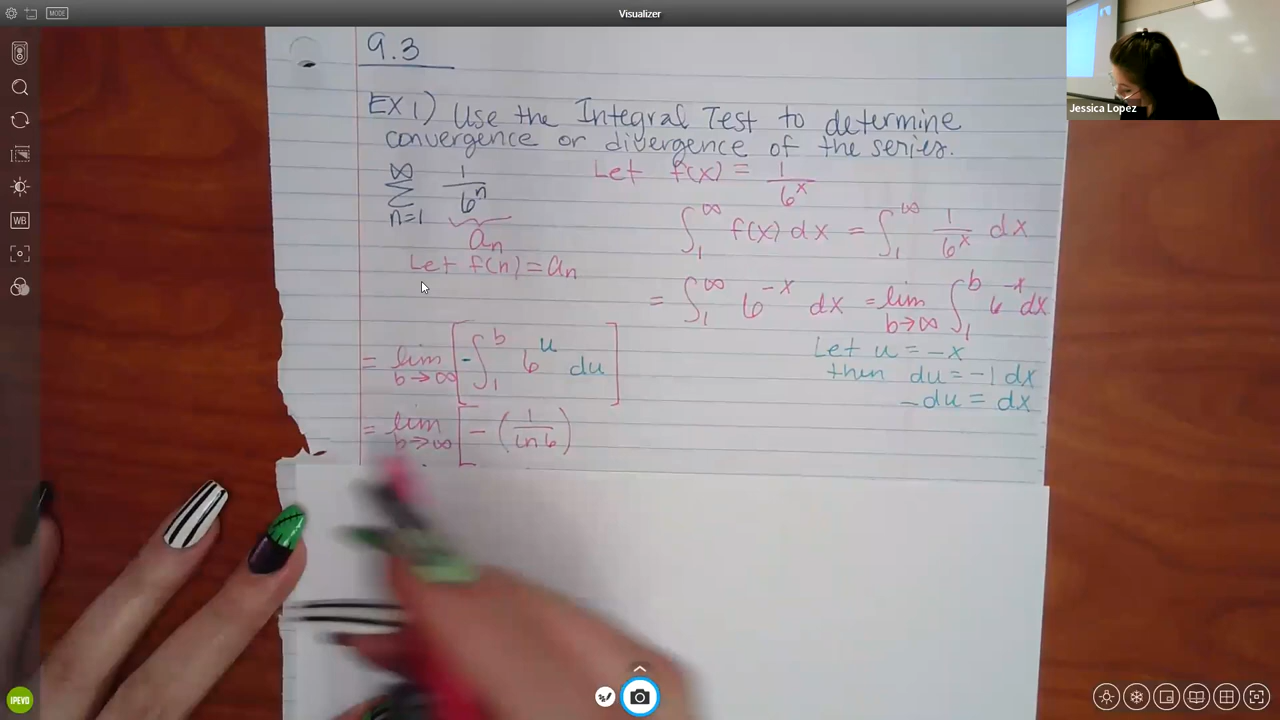 MODE
Visualizer
Jessica Lopez
9.3
EX 1) Use the Integral Test to determine
convergence or divergence of the series.
∞ Σ n=1 1/6^n
a_n
Let f(n) = a_n
Let f(x) = 1/6^x
∫_1^∞ f(x) dx = ∫_1^∞ 1/6^x dx
= ∫_1^∞ 6^-x dx = lim b→∞ ∫_1^b 6^-x dx
Let u = -x
then du = -1 dx
-du = dx
= lim b→∞ [-∫_1^b 6^u du]
= lim b→∞ [- (1/ln 6)
WB
IPEVO